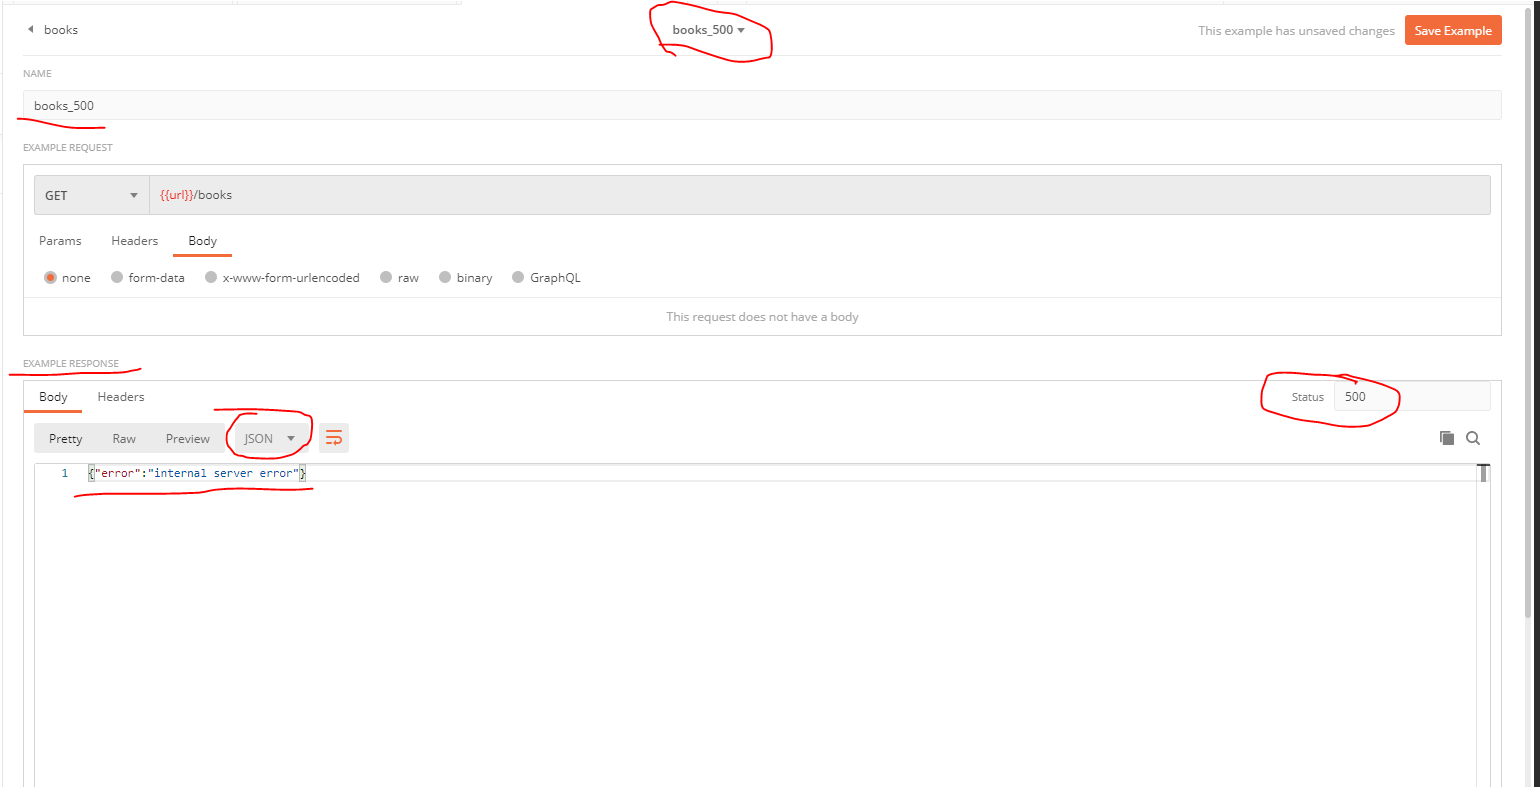 books
books_500
This example has unsaved changes
Save Example
NAME
books_500
EXAMPLE REQUEST
GET
{{url}}/books
Params Headers Body
none form-data x-www-form-urlencoded raw binary GraphQL
This request does not have a body
EXAMPLE RESPONSE
Body Headers
Status 500
Pretty Raw Preview JSON
1 {"error":"internal server error"}